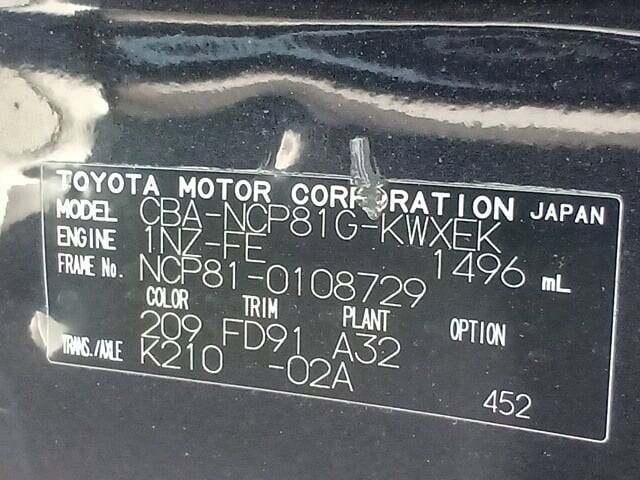 TOYOTA MOTOR CORPORATION JAPAN
MODEL CBA-NCP81G-KWXEK
ENGINE 1NZ-FE 1496 mL
FRAME No. NCP81-0108729
COLOR TRIM PLANT OPTION
209 FD91 A32
TRANS./AXLE K210 -02A
452